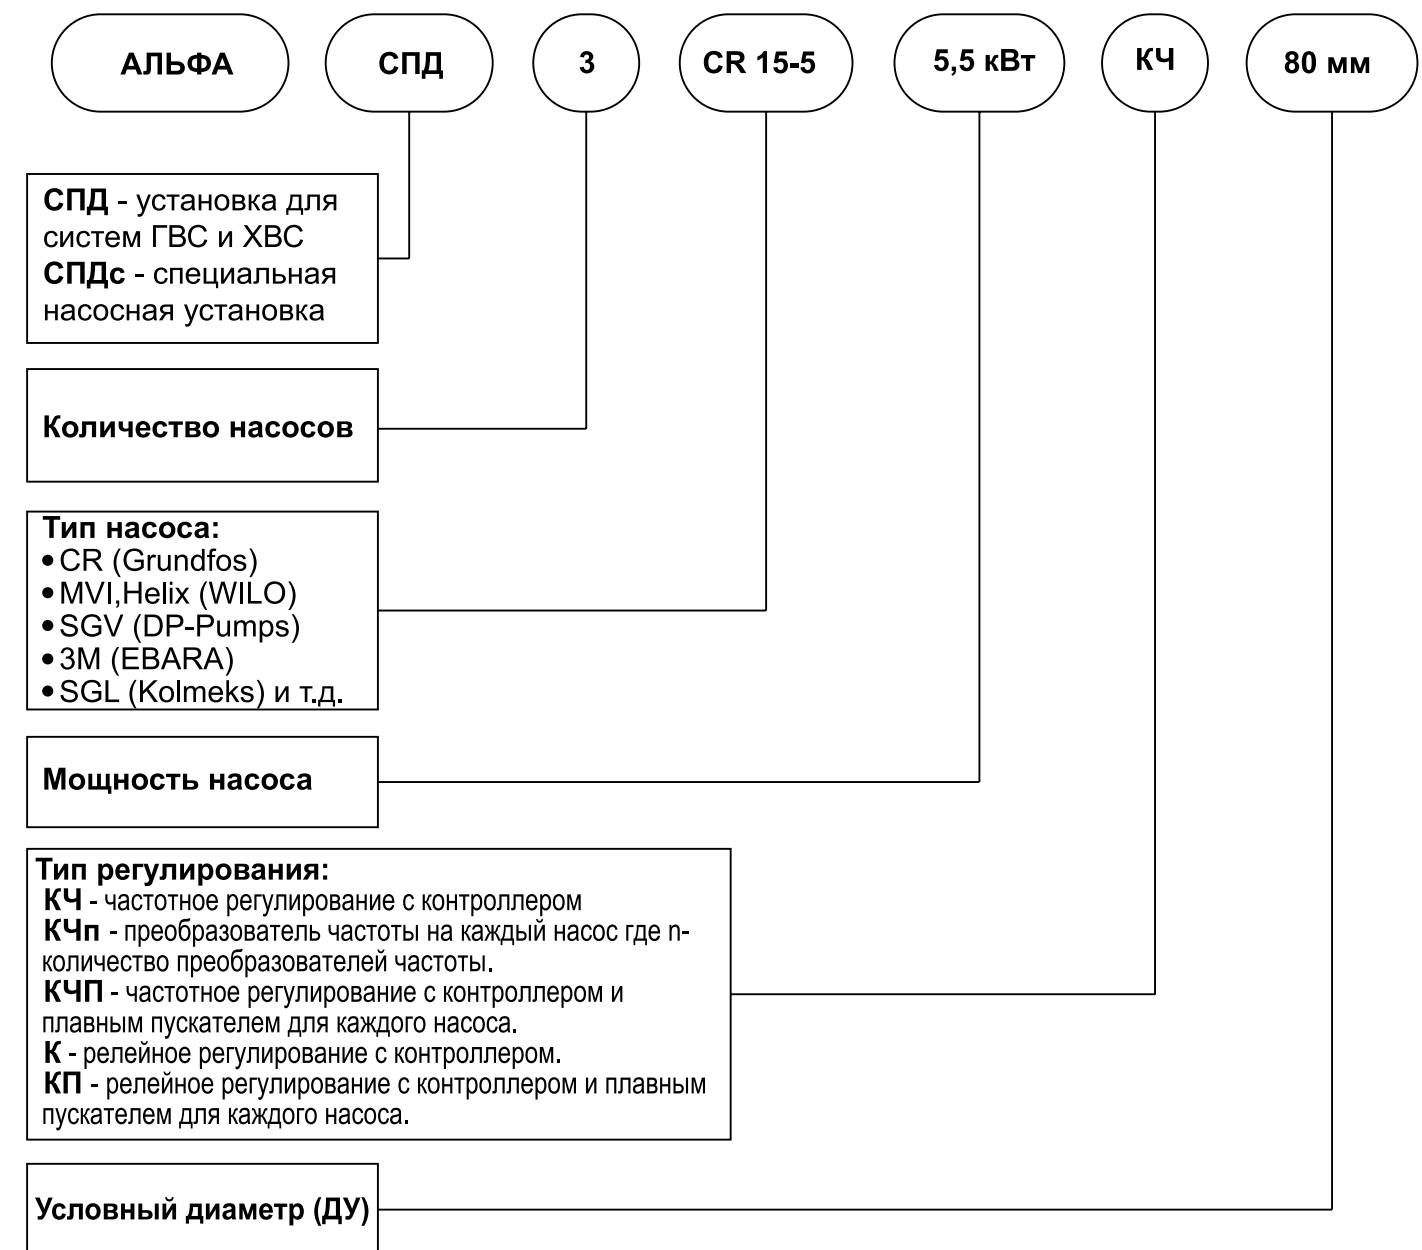 АЛЬФА СПД 3 CR 15-5 5,5 кВт КЧ 80 мм
СПД - установка для
систем ГВС и ХВС
СПДс - специальная
насосная установка
Количество насосов
Тип насоса:
• CR (Grundfos)
• MVI,Helix (WILO)
• SGV (DP-Pumps)
• 3M (EBARA)
• SGL (Kolmeks) и т.д.
Мощность насоса
Тип регулирования:
КЧ - частотное регулирование с контроллером
КЧп - преобразователь частоты на каждый насос где n-
количество преобразователей частоты.
КЧП - частотное регулирование с контроллером и
плавным пускателем для каждого насоса.
К - релейное регулирование с контроллером.
КП - релейное регулирование с контроллером и плавным
пускателем для каждого насоса.
Условный диаметр (ДУ)